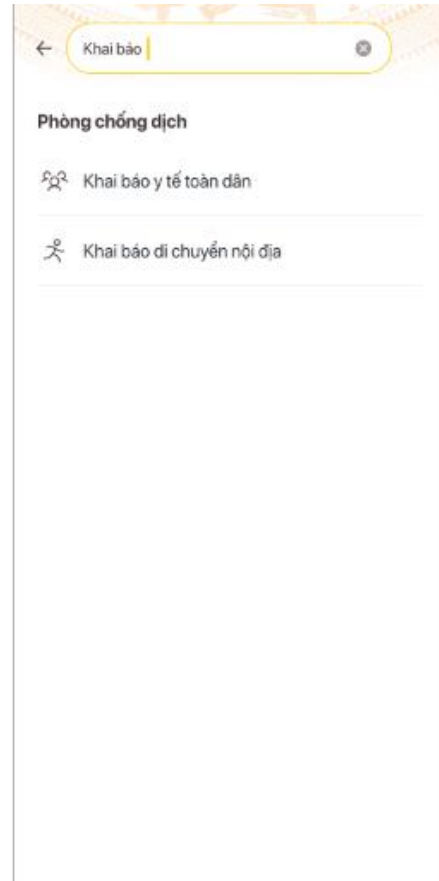 Khai báo
Phòng chống dịch
Khai báo y tế toàn dân
Khai báo di chuyển nội địa